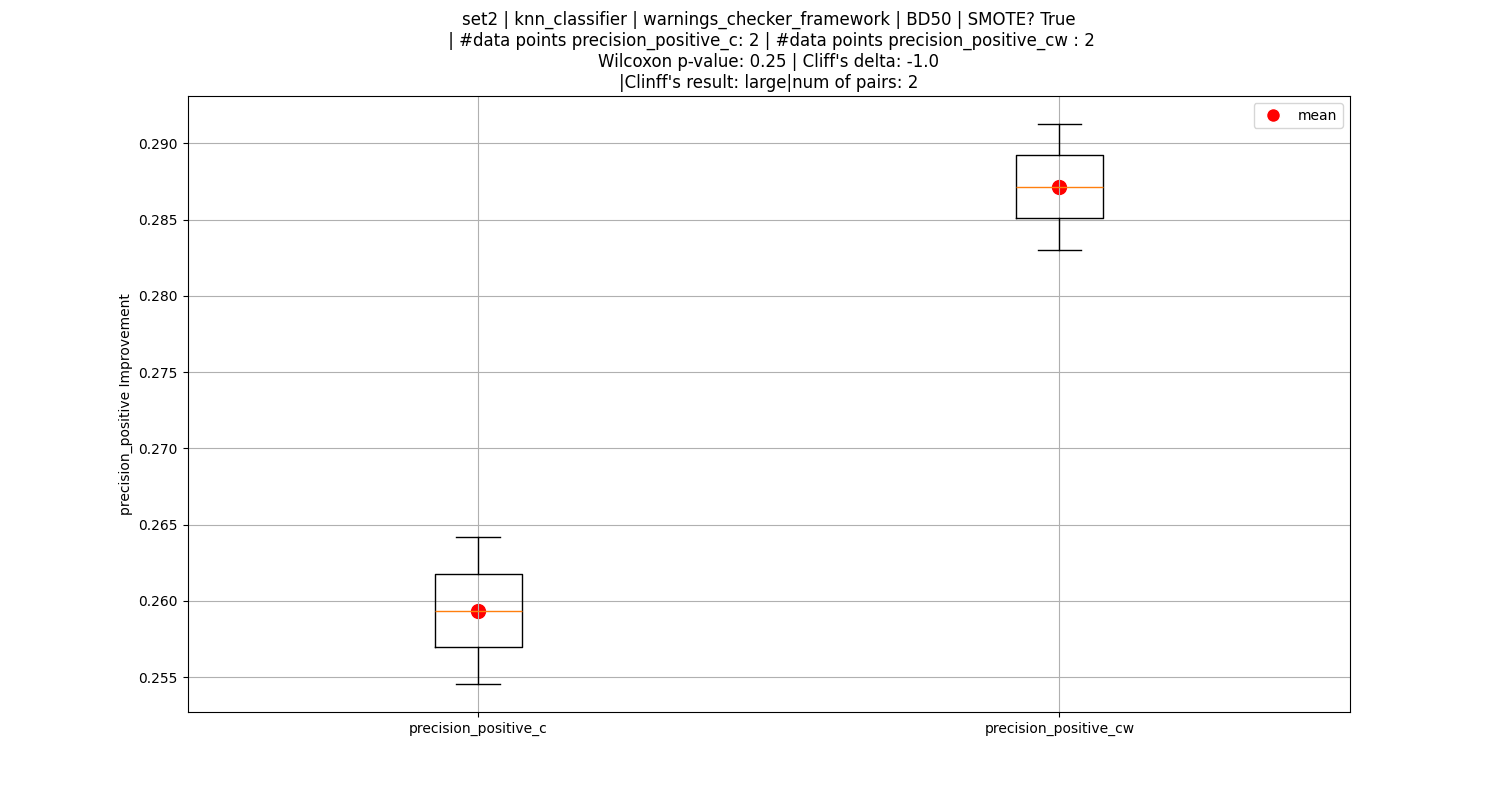 set2 | knn_classifier | warnings_checker_framework | BD50 | SMOTE? True
| #data points precision_positive_c: 2 | #data points precision_positive_cw : 2
Wilcoxon p-value: 0.25 | Cliff's delta: -1.0
|Clinff's result: large|num of pairs: 2
mean
precision_positive Improvement
0.290
0.285
0.280
0.275
0.270
0.265
0.260
0.255
precision_positive_c
precision_positive_cw